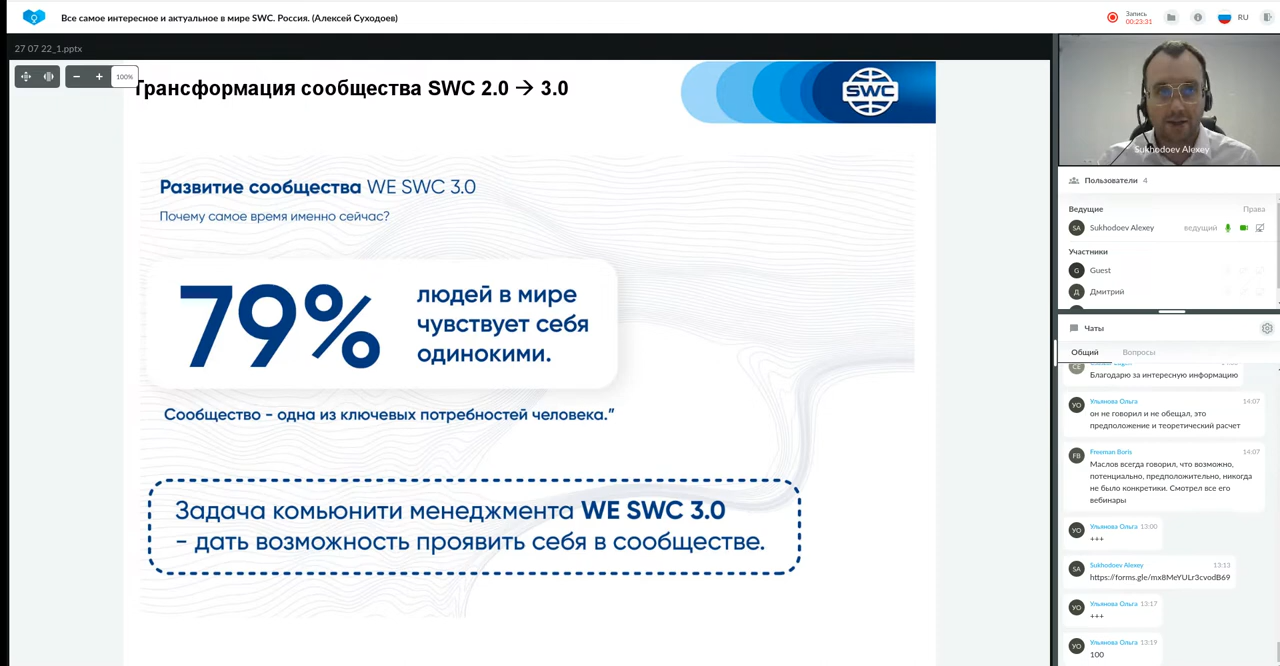 Все самое интересное и актуальное в мире SWC. Россия. (Алексей Суходоев)
Запись
00:23:31
RU
27 07 22_1.pptx
100%
Трансформация сообщества SWC 2.0 → 3.0
SWC
Развитие сообщества WE SWC 3.0
Почему самое время именно сейчас?
79%
людей в мире
чувствует себя
одинокими.
Сообщество - одна из ключевых потребностей человека.”
Задача комьюнити менеджмента WE SWC 3.0
- дать возможность проявить себя в сообществе.
Sukhodoev Alexey
Пользователи 4
Ведущие Права
SA Sukhodoev Alexey ведущий
Участники
G Guest
Д Дмитрий
Чаты
Общий Вопросы
CE
Благодарю за интересную информацию
УО Ульянова Ольга 14:07
он не говорил и не обещал, это
предположение и теоретический расчет
FB Freeman Boris 14:07
Маслов всегда говорил, что возможно,
потенциально, предположительно, никогда
не было конкретики. Смотрел все его
вебинары
УО Ульянова Ольга 13:00
+++
SA Sukhodoev Alexey 13:13
https://forms.gle/mx8MeYULr3cvodB69
УО Ульянова Ольга 13:17
+++
УО Ульянова Ольга 13:19
100